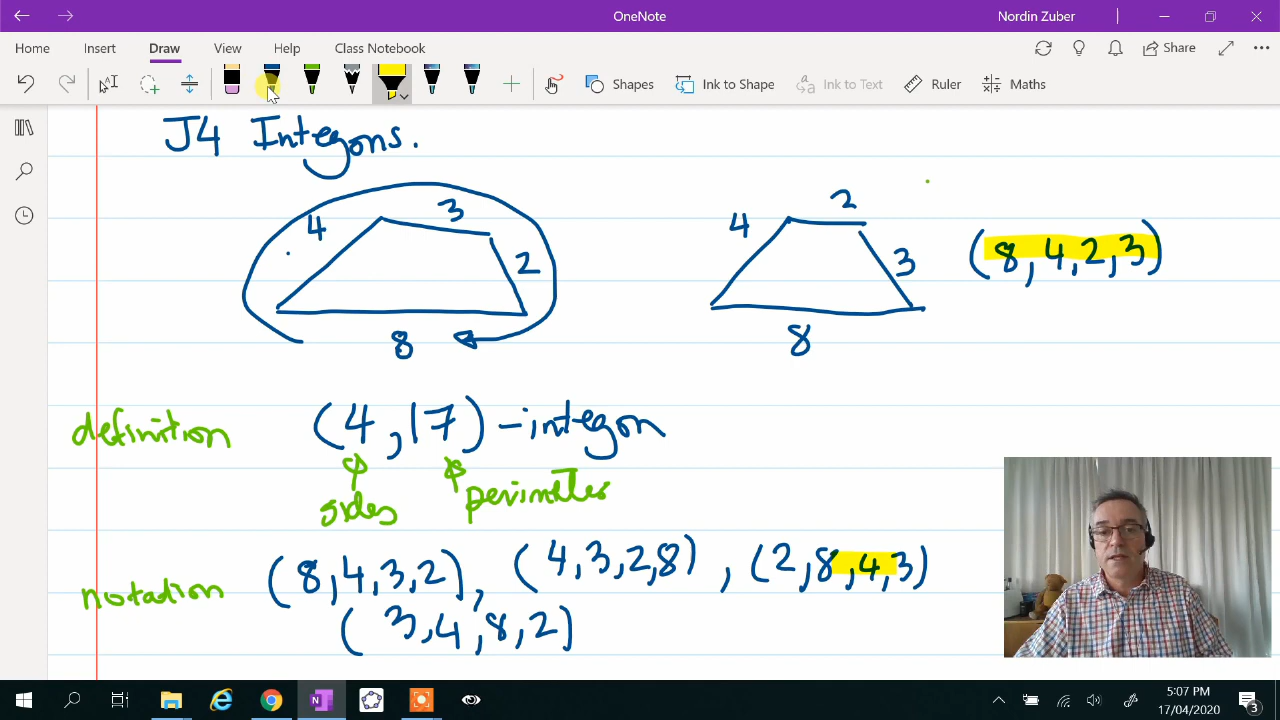 OneNote
Nordin Zuber
Home Insert Draw View Help Class Notebook
Share
Shapes Ink to Shape Ink to Text Ruler Maths
J4 Integons.
4 3 2 8
4 2 3 8
(8,4,2,3)
definition (4,17)-integon
sides perimeter
notation (8,4,3,2), (4,3,2,8), (2,8,4,3)
(3,4,8,2)
5:07 PM
17/04/2020
3